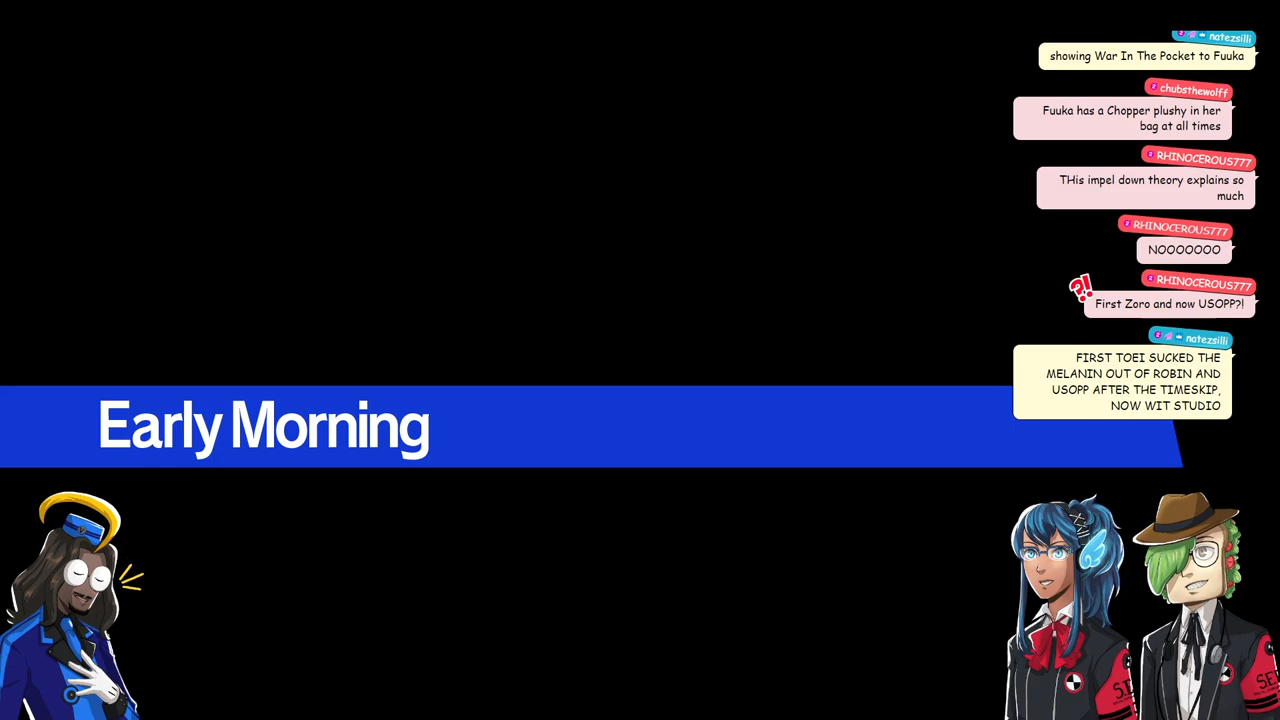 natezsilli
showing War In The Pocket to Fuuka
chubsthewolff
Fuuka has a Chopper plushy in her
bag at all times
RHINOCEROUS777
THis impel down theory explains so
much
RHINOCEROUS777
NOOOOOOO
RHINOCEROUS777
?!
First Zoro and now USOPP?!
natezsilli
FIRST TOEI SUCKED THE
MELANIN OUT OF ROBIN AND
USOPP AFTER THE TIMESKIP,
NOW WIT STUDIO
Early Morning
V